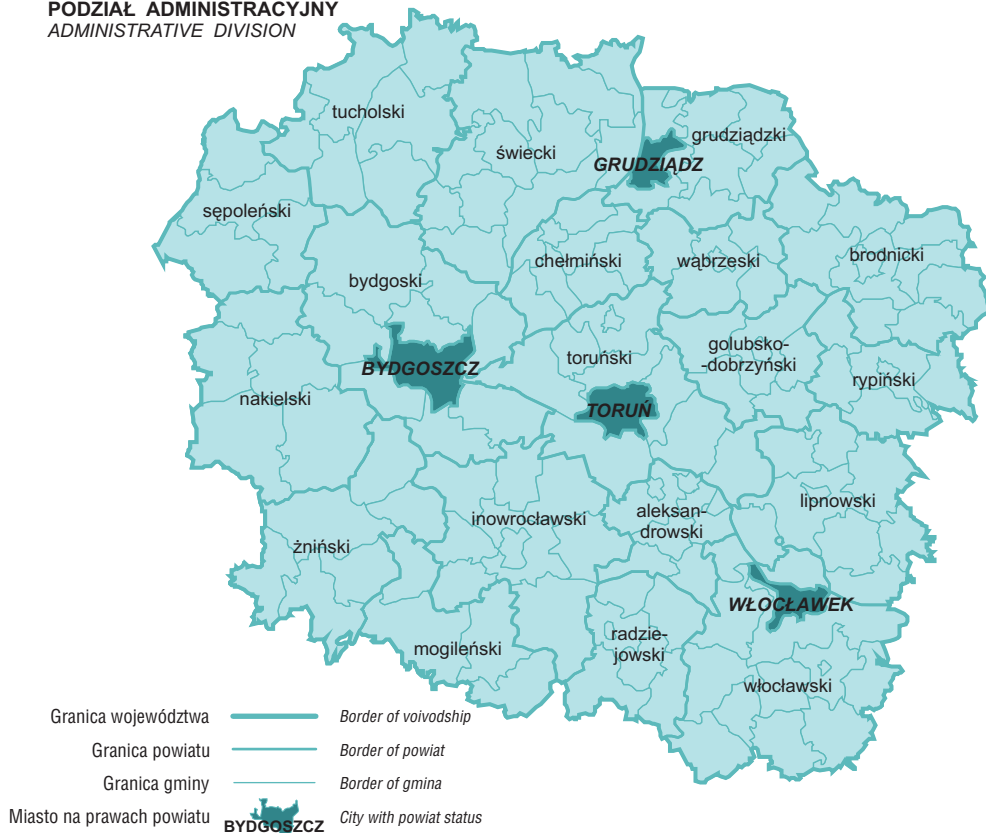 PODZIAŁ ADMINISTRACYJNY
ADMINISTRATIVE DIVISION
tucholski
świecki
grudziądzki
GRUDZIĄDZ
sępoleński
bydgoski
chełmiński
wąbrzeski
brodnicki
BYDGOSZCZ
toruński
golubsko-
-dobrzyński
rypiński
nakielski
TORUŃ
inowrocławski
aleksan-
drowski
lipnowski
żniński
WŁOCŁAWEK
mogileński
radzie-
jowski
włocławski
Granica województwa Border of voivodship
Granica powiatu Border of powiat
Granica gminy Border of gmina
Miasto na prawach powiatu BYDGOSZCZ City with powiat status